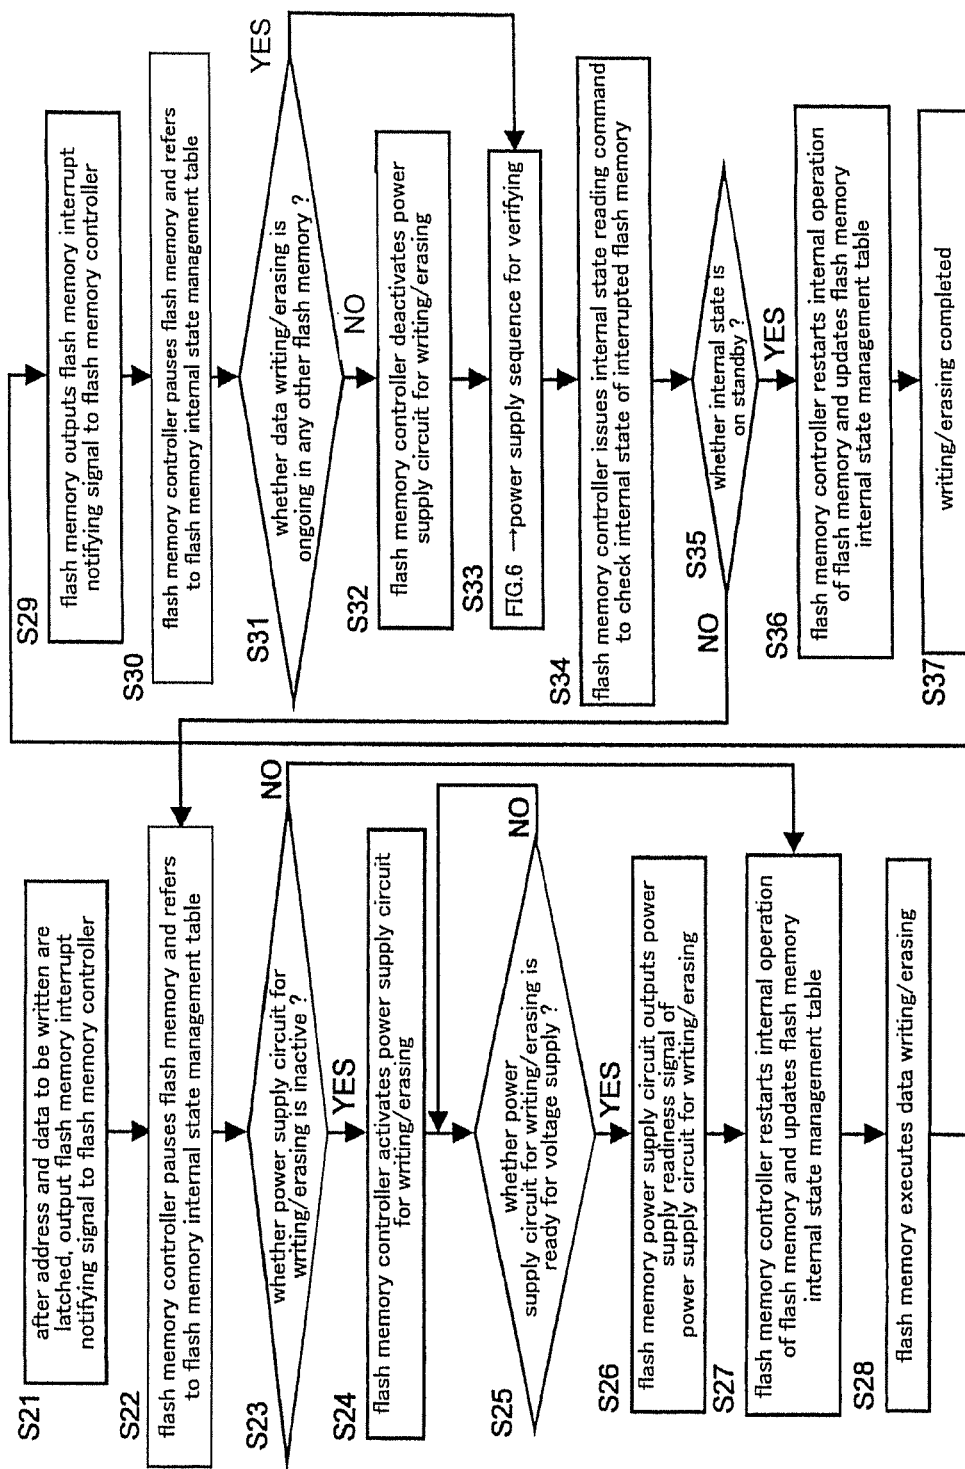 S21
after address and data to be written are
latched, output flash memory interrupt
notifying signal to flash memory controller
S22
flash memory controller pauses flash memory and refers
to flash memory internal state management table
S23
whether power supply circuit for
writing/erasing is inactive ?
NO
YES
S24
flash memory controller activates power supply circuit
for writing/erasing
S25
whether power
supply circuit for writing/erasing is
ready for voltage supply ?
NO
YES
S26
flash memory power supply circuit outputs power
supply readiness signal of
power supply circuit for writing/erasing
S27
flash memory controller restarts internal operation
of flash memory and updates flash memory
internal state management table
S28
flash memory executes data writing/erasing
S29
flash memory outputs flash memory interrupt
notifying signal to flash memory controller
S30
flash memory controller pauses flash memory and refers
to flash memory internal state management table
S31
whether data writing/erasing is
ongoing in any other flash memory ?
YES
NO
S32
flash memory controller deactivates power
supply circuit for writing/erasing
S33
FIG.6 →power supply sequence for verifying
S34
flash memory controller issues internal state reading command
to check internal state of interrupted flash memory
S35
whether internal state is
on standby ?
NO
YES
S36
flash memory controller restarts internal operation
of flash memory and updates flash memory
internal state management table
S37
writing/erasing completed